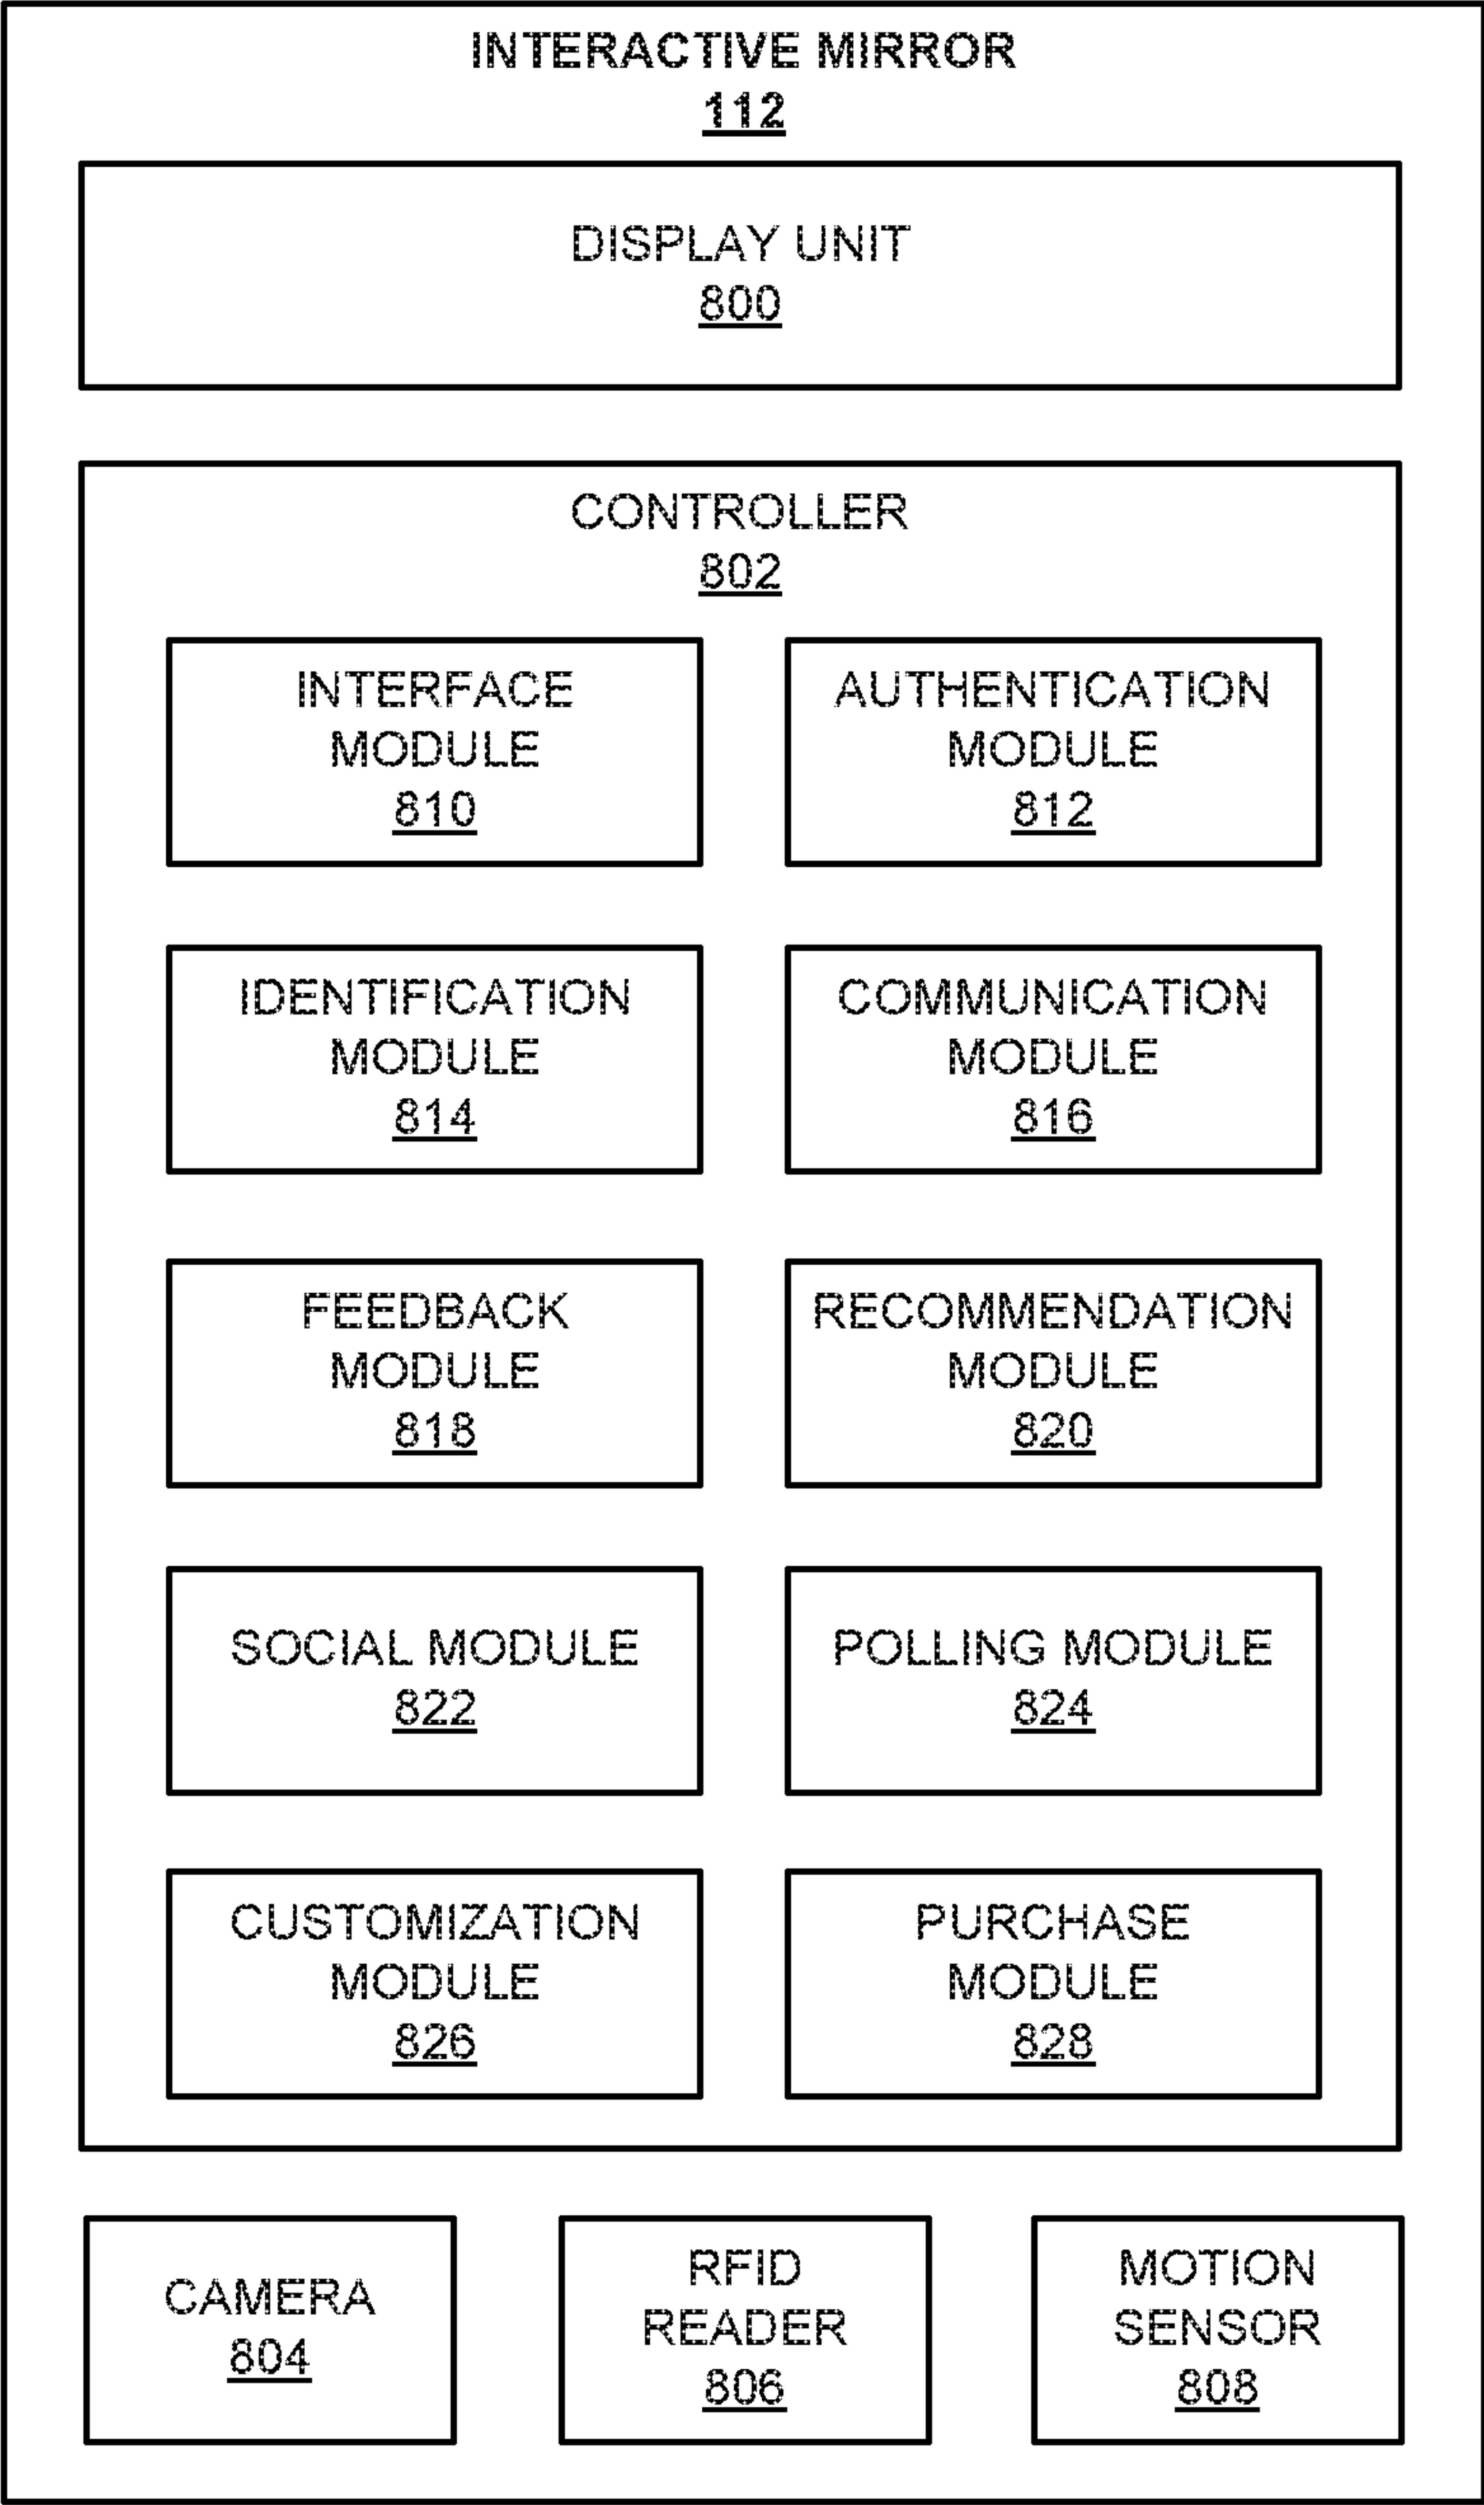 INTERACTIVE MIRROR
112
DISPLAY UNIT
800
CONTROLLER
802
INTERFACE
MODULE
810
AUTHENTICATION
MODULE
812
IDENTIFICATION
MODULE
814
COMMUNICATION
MODULE
816
FEEDBACK
MODULE
818
RECOMMENDATION
MODULE
820
SOCIAL MODULE
822
POLLING MODULE
824
CUSTOMIZATION
MODULE
826
PURCHASE
MODULE
828
CAMERA
804
RFID
READER
806
MOTION
SENSOR
808